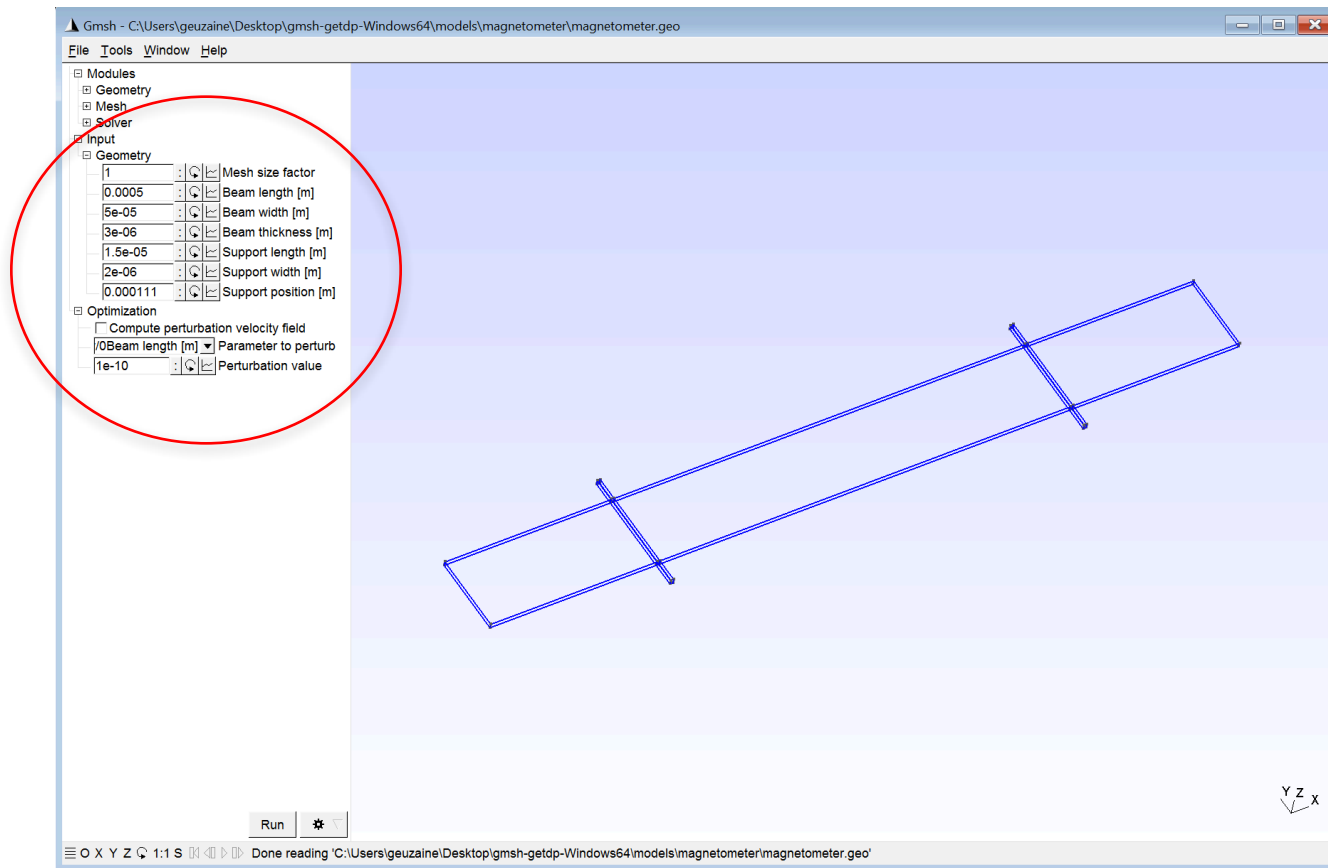 Gmsh - C:\Users\geuzaine\Desktop\gmsh-getdp-Windows64\models\magnetometer\magnetometer.geo
File Tools Window Help
Modules
Geometry
Mesh
Solver
Input
Geometry
1 : Mesh size factor
0.0005 : Beam length [m]
5e-05 : Beam width [m]
3e-06 : Beam thickness [m]
1.5e-05 : Support length [m]
2e-06 : Support width [m]
0.000111 : Support position [m]
Optimization
Compute perturbation velocity field
/0Beam length [m] Parameter to perturb
1e-10 : Perturbation value
Y Z X
Run
O X Y Z 1:1 S Done reading 'C:\Users\geuzaine\Desktop\gmsh-getdp-Windows64\models\magnetometer\magnetometer.geo'